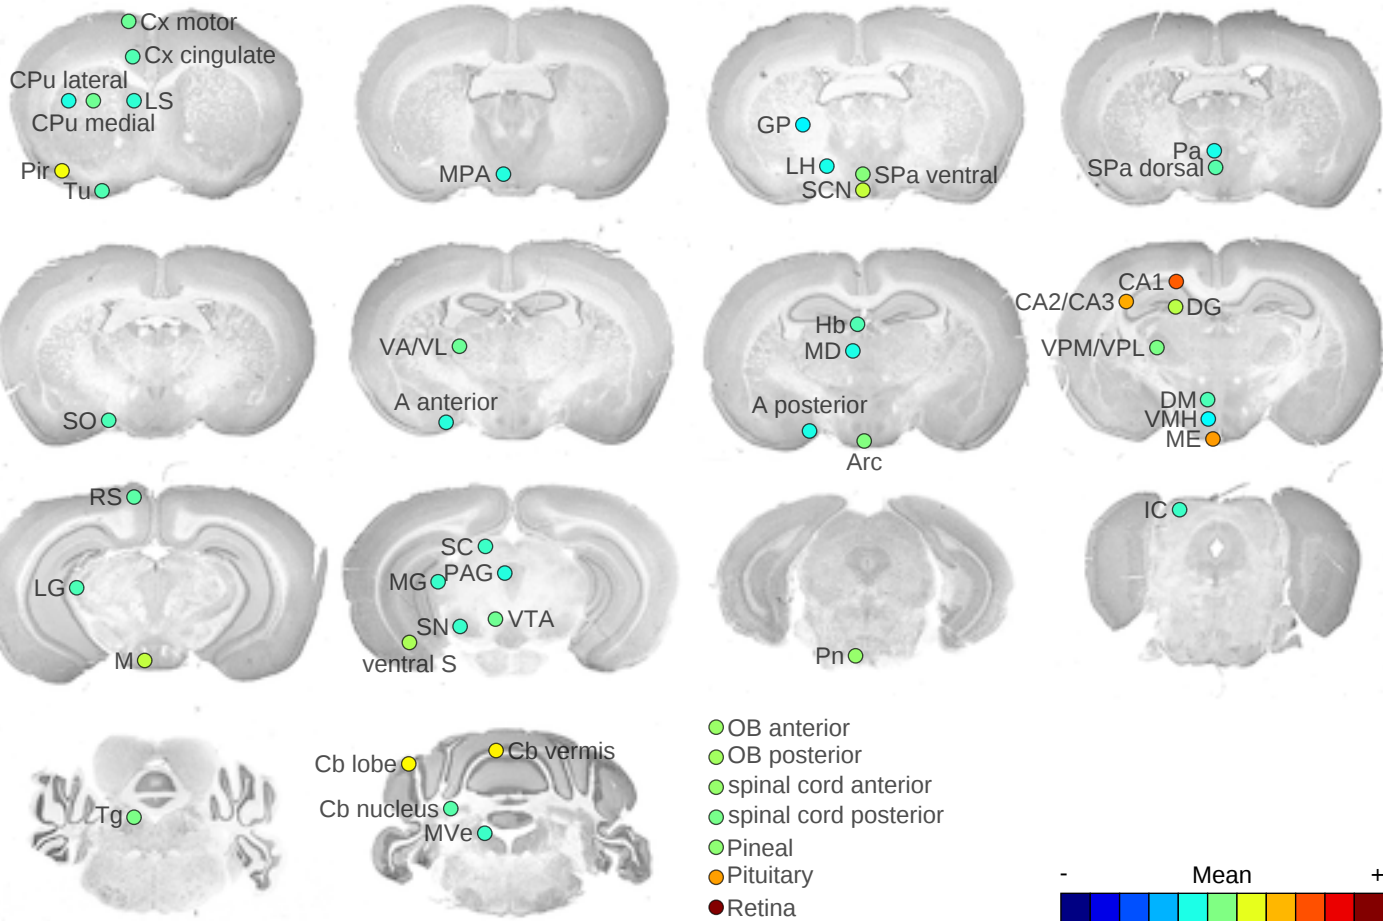 Cx motor
Cx cingulate
CPu lateral
LS
CPu medial
Pir
Tu
MPA
GP
LH
SPa ventral
SCN
Pa
SPa dorsal
SO
VA/VL
A anterior
Hb
MD
A posterior
Arc
CA1
CA2/CA3
DG
VPM/VPL
DM
VMH
ME
RS
LG
M
SC
MG
PAG
SN
VTA
ventral S
Pn
IC
Tg
Cb lobe
Cb vermis
Cb nucleus
MVe
OB anterior
OB posterior
spinal cord anterior
spinal cord posterior
Pineal
Pituitary
Retina
- Mean +